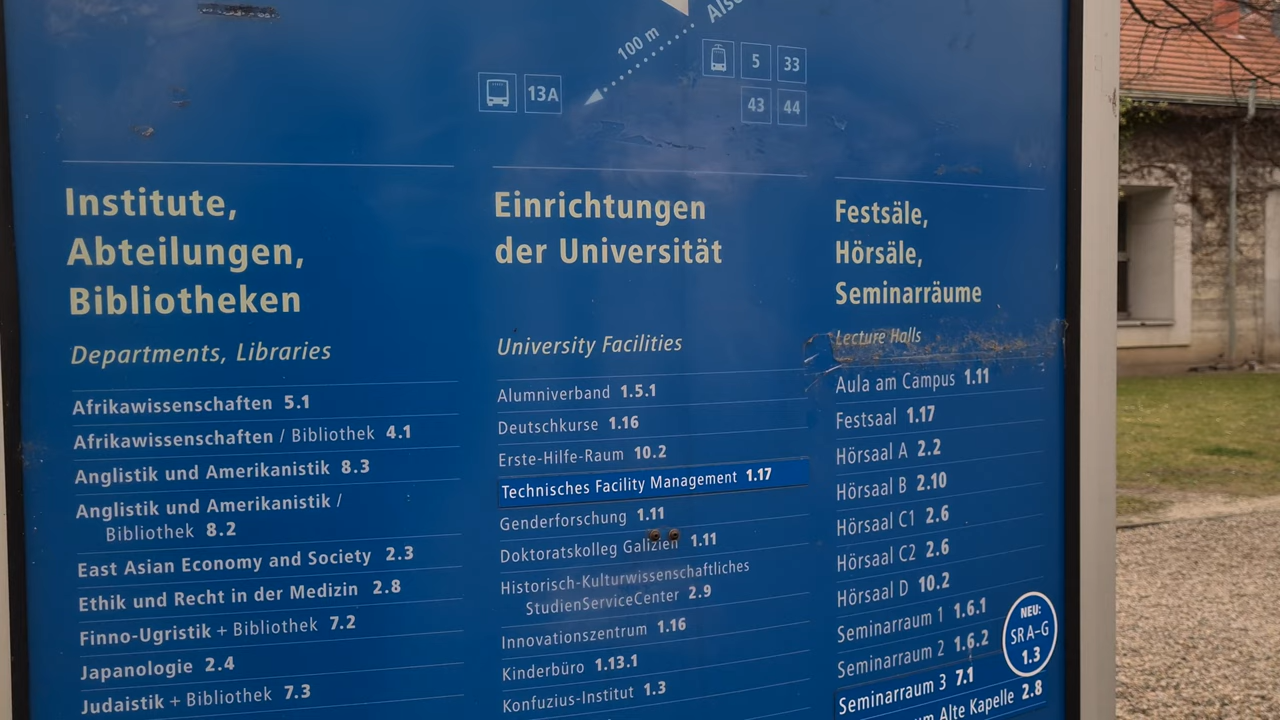 100 m
13A
5
33
43
44
Institute,
Abteilungen,
Bibliotheken
Departments, Libraries
Afrikawissenschaften 5.1
Afrikawissenschaften / Bibliothek 4.1
Anglistik und Amerikanistik 8.3
Anglistik und Amerikanistik /
Bibliothek 8.2
East Asian Economy and Society 2.3
Ethik und Recht in der Medizin 2.8
Finno-Ugristik + Bibliothek 7.2
Japanologie 2.4
Judaistik + Bibliothek 7.3
Einrichtungen
der Universität
University Facilities
Alumniverband 1.5.1
Deutschkurse 1.16
Erste-Hilfe-Raum 10.2
Technisches Facility Management 1.17
Genderforschung 1.11
Doktoratskolleg Galizien 1.11
Historisch-Kulturwissenschaftliches
StudienServiceCenter 2.9
Innovationszentrum 1.16
Kinderbüro 1.13.1
Konfuzius-Institut 1.3
Festsäle,
Hörsäle,
Seminarräume
Lecture Halls
Aula am Campus 1.11
Festsaal 1.17
Hörsaal A 2.2
Hörsaal B 2.10
Hörsaal C1 2.6
Hörsaal C2 2.6
Hörsaal D 10.2
Seminarraum 1 1.6.1
Seminarraum 2 1.6.2
Seminarraum 3 7.1
Alte Kapelle 2.8
NEU:
SR A–G
1.3